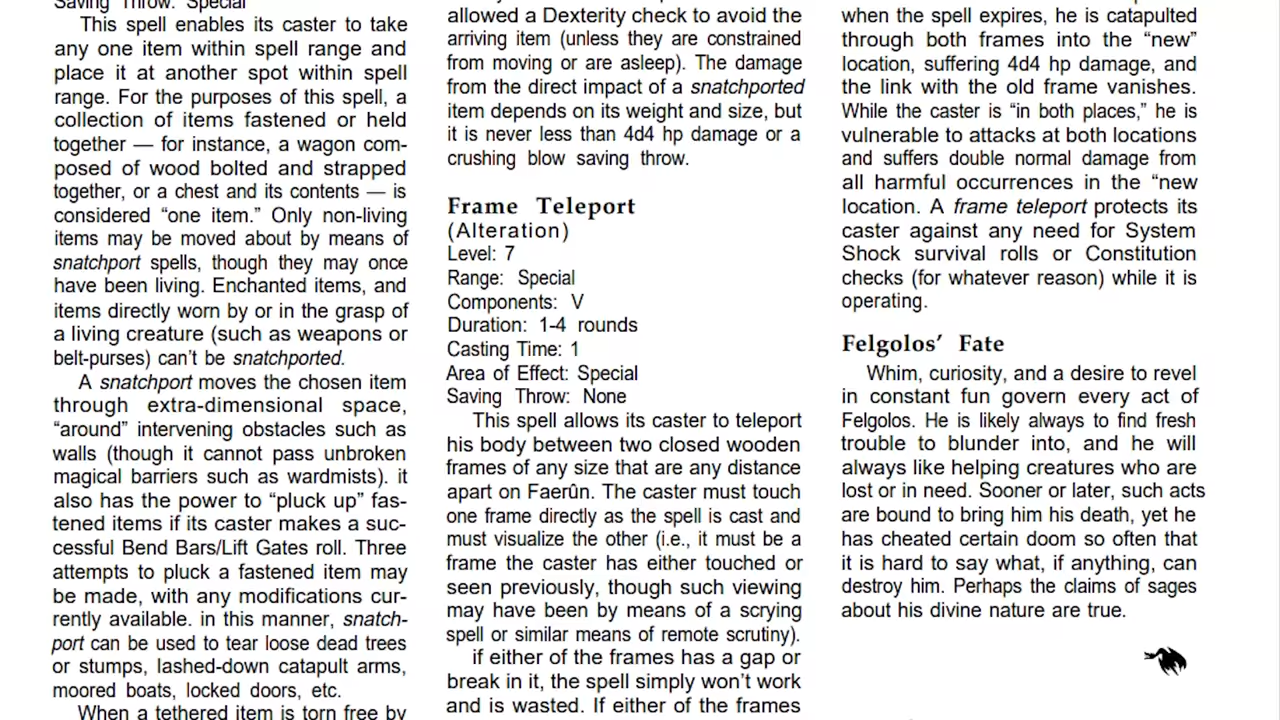 Saving Throw: Special
This spell enables its caster to take
any one item within spell range and
place it at another spot within spell
range. For the purposes of this spell, a
collection of items fastened or held
together — for instance, a wagon com-
posed of wood bolted and strapped
together, or a chest and its contents — is
considered “one item.” Only non-living
items may be moved about by means of
snatchport spells, though they may once
have been living. Enchanted items, and
items directly worn by or in the grasp of
a living creature (such as weapons or
belt-purses) can’t be snatchported.
A snatchport moves the chosen item
through extra-dimensional space,
“around” intervening obstacles such as
walls (though it cannot pass unbroken
magical barriers such as wardmists). it
also has the power to “pluck up” fas-
tened items if its caster makes a suc-
cessful Bend Bars/Lift Gates roll. Three
attempts to pluck a fastened item may
be made, with any modifications cur-
rently available. in this manner, snatch-
port can be used to tear loose dead trees
or stumps, lashed-down catapult arms,
moored boats, locked doors, etc.
When a tethered item is torn free by
allowed a Dexterity check to avoid the
arriving item (unless they are constrained
from moving or are asleep). The damage
from the direct impact of a snatchported
item depends on its weight and size, but
it is never less than 4d4 hp damage or a
crushing blow saving throw.
Frame Teleport
(Alteration)
Level: 7
Range: Special
Components: V
Duration: 1-4 rounds
Casting Time: 1
Area of Effect: Special
Saving Throw: None
This spell allows its caster to teleport
his body between two closed wooden
frames of any size that are any distance
apart on Faerûn. The caster must touch
one frame directly as the spell is cast and
must visualize the other (i.e., it must be a
frame the caster has either touched or
seen previously, though such viewing
may have been by means of a scrying
spell or similar means of remote scrutiny).
if either of the frames has a gap or
break in it, the spell simply won’t work
and is wasted. If either of the frames
when the spell expires, he is catapulted
through both frames into the “new”
location, suffering 4d4 hp damage, and
the link with the old frame vanishes.
While the caster is “in both places,” he is
vulnerable to attacks at both locations
and suffers double normal damage from
all harmful occurrences in the “new
location. A frame teleport protects its
caster against any need for System
Shock survival rolls or Constitution
checks (for whatever reason) while it is
operating.
Felgolos’ Fate
Whim, curiosity, and a desire to revel
in constant fun govern every act of
Felgolos. He is likely always to find fresh
trouble to blunder into, and he will
always like helping creatures who are
lost or in need. Sooner or later, such acts
are bound to bring him his death, yet he
has cheated certain doom so often that
it is hard to say what, if anything, can
destroy him. Perhaps the claims of sages
about his divine nature are true.